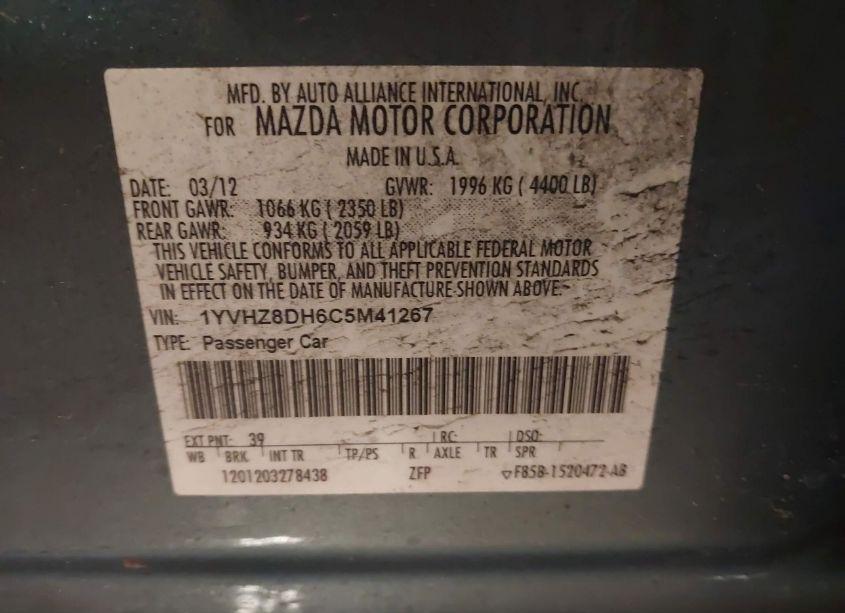 MFD. BY AUTO ALLIANCE INTERNATIONAL, INC.
FOR MAZDA MOTOR CORPORATION
MADE IN U.S.A.
DATE: 03/12 GVWR: 1996 KG ( 4400 LB)
FRONT GAWR: 1066 KG ( 2350 LB)
REAR GAWR: 934 KG ( 2059 LB)
THIS VEHICLE CONFORMS TO ALL APPLICABLE FEDERAL MOTOR
VEHICLE SAFETY, BUMPER, AND THEFT PREVENTION STANDARDS
IN EFFECT ON THE DATE OF MANUFACTURE SHOWN ABOVE.
VIN: 1YVHZ8DH6C5M41267
TYPE: Passenger Car
EXT PNT: 39 RC: DSO:
WB BRK INT TR TP/PS R AXLE TR SPR
1201203278438 ZFP F85B-1520472-AB